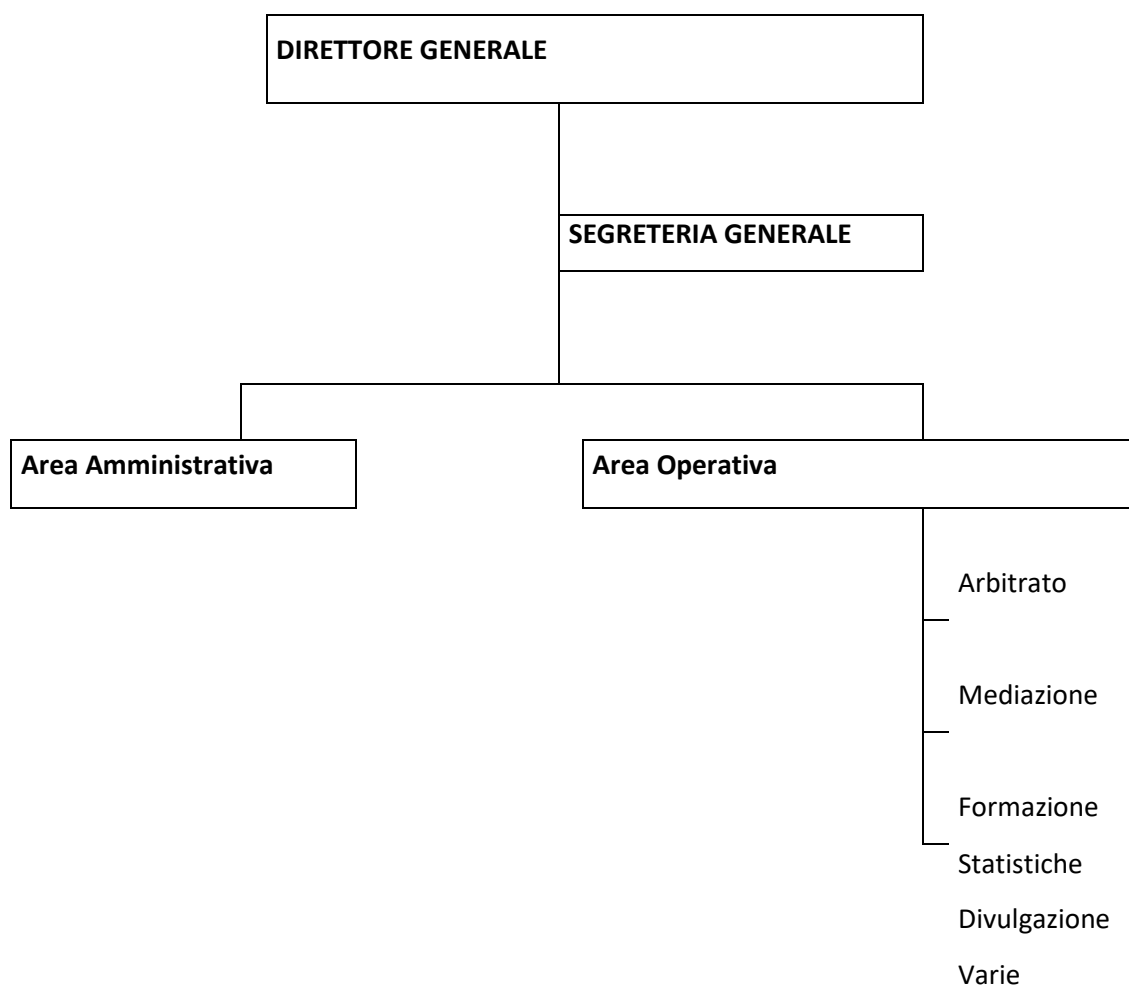 DIRETTORE GENERALE
SEGRETERIA GENERALE
Area Amministrativa
Area Operativa
Arbitrato
Mediazione
Formazione
Statistiche
Divulgazione
Varie